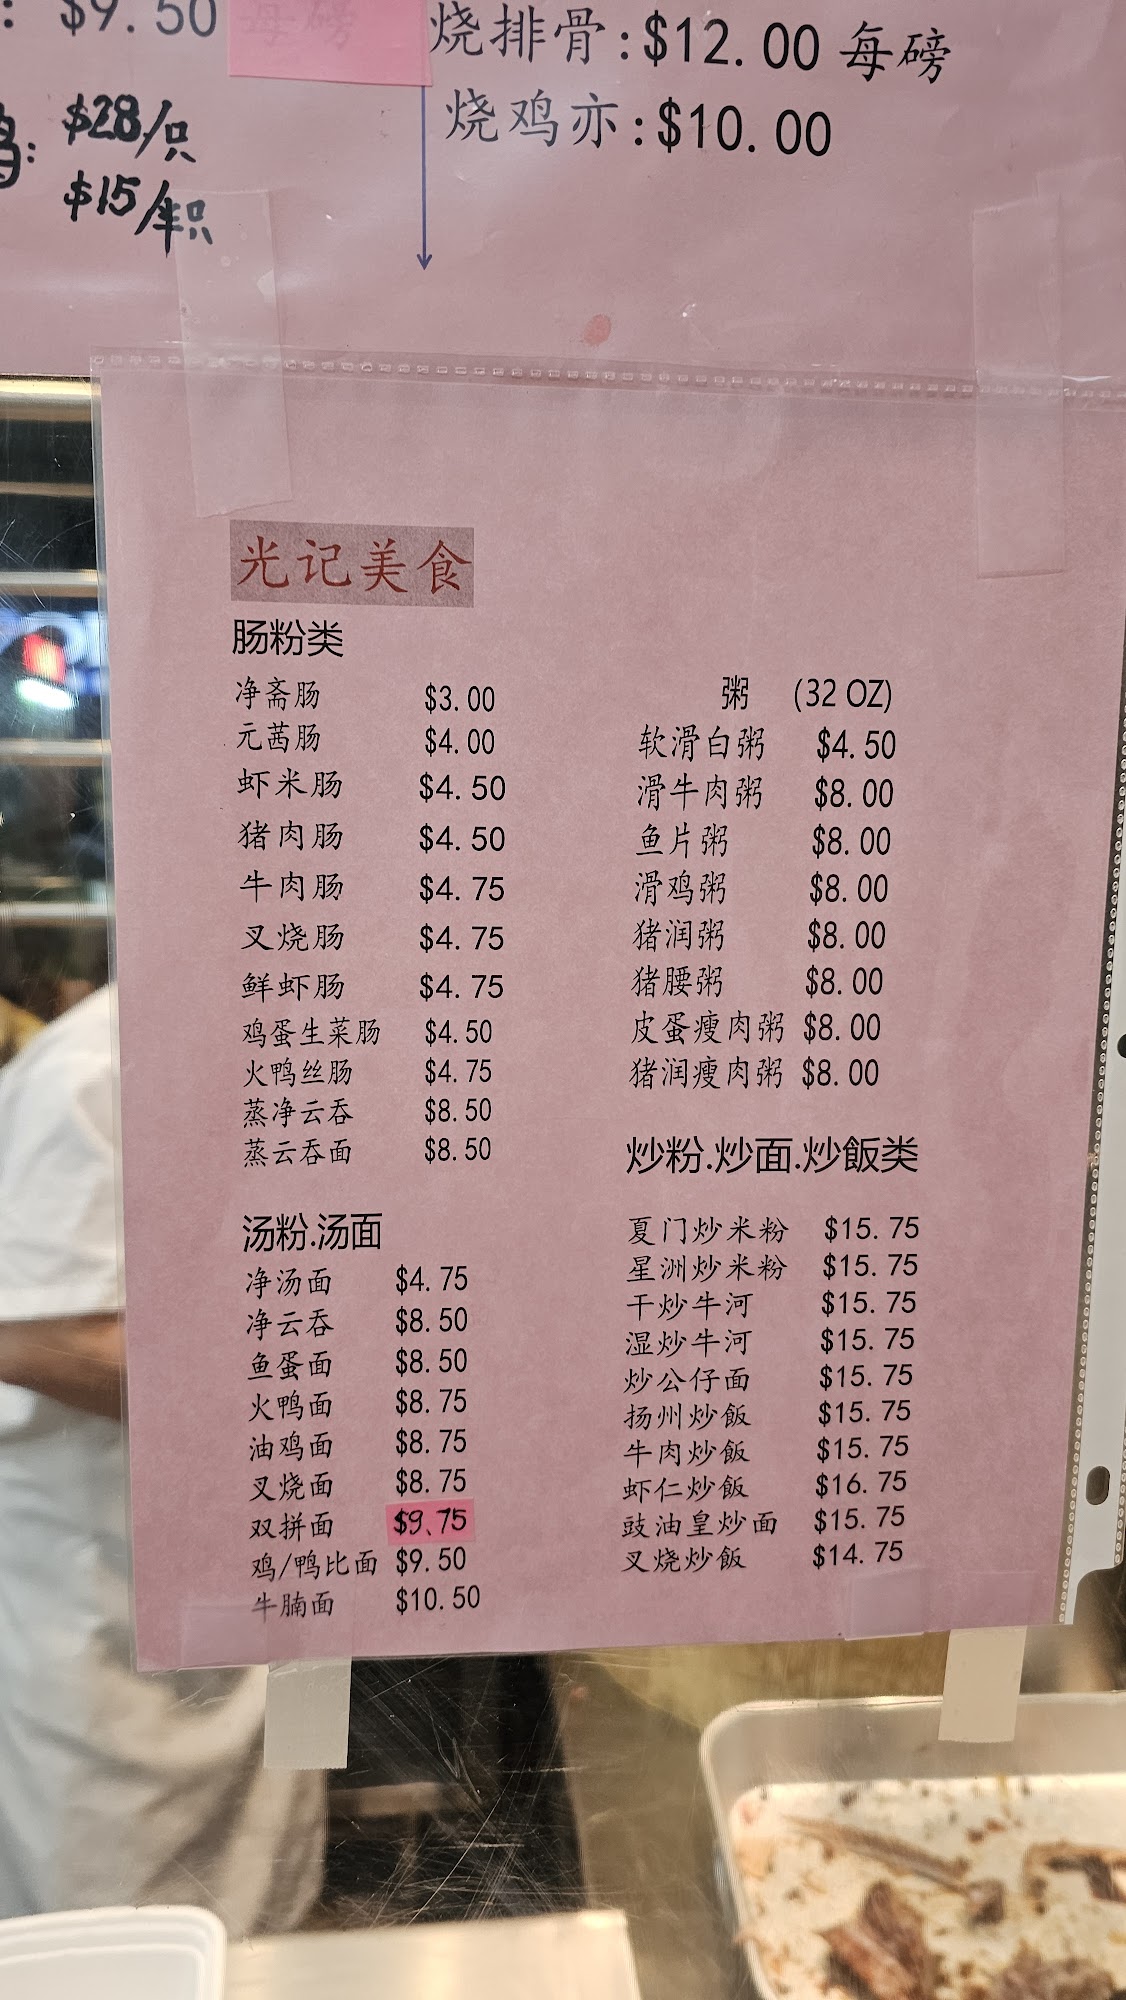 : $9.50
每磅
$28/只
$15/半只
烧排骨:$12.00 每磅
烧鸡亦:$10.00
光记美食
肠粉类
净斋肠 $3.00
元茜肠 $4.00
虾米肠 $4.50
猪肉肠 $4.50
牛肉肠 $4.75
叉烧肠 $4.75
鲜虾肠 $4.75
鸡蛋生菜肠 $4.50
火鸭丝肠 $4.75
蒸净云吞 $8.50
蒸云吞面 $8.50
汤粉.汤面
净汤面 $4.75
净云吞 $8.50
鱼蛋面 $8.50
火鸭面 $8.75
油鸡面 $8.75
叉烧面 $8.75
双拼面 $9.75
鸡/鸭比面 $9.50
牛腩面 $10.50
粥 (32 OZ)
软滑白粥 $4.50
滑牛肉粥 $8.00
鱼片粥 $8.00
滑鸡粥 $8.00
猪润粥 $8.00
猪腰粥 $8.00
皮蛋瘦肉粥 $8.00
猪润瘦肉粥 $8.00
炒粉.炒面.炒飯类
夏门炒米粉 $15.75
星洲炒米粉 $15.75
干炒牛河 $15.75
湿炒牛河 $15.75
炒公仔面 $15.75
扬州炒飯 $15.75
牛肉炒飯 $15.75
虾仁炒飯 $16.75
豉油皇炒面 $15.75
叉烧炒飯 $14.75